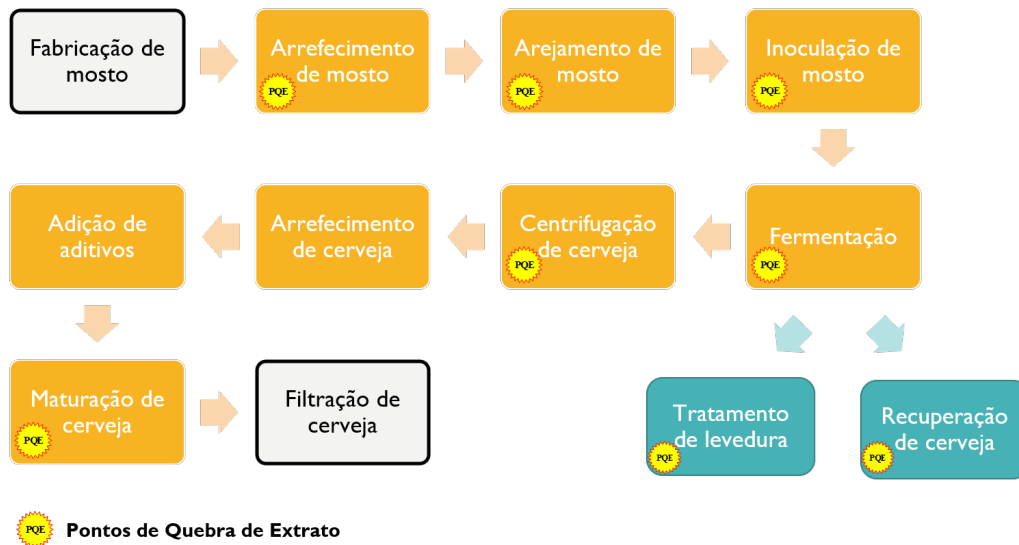 Fabricação de
mosto
Arrefecimento
de mosto
PQE
Arejamento de
mosto
PQE
Inoculação de
mosto
PQE
Adição de
aditivos
Arrefecimento
de cerveja
Centrifugação
de cerveja
PQE
Fermentação
PQE
Maturação de
cerveja
PQE
Filtração de
cerveja
Tratamento
de levedura
PQE
Recuperação
de cerveja
PQE
PQE Pontos de Quebra de Extrato